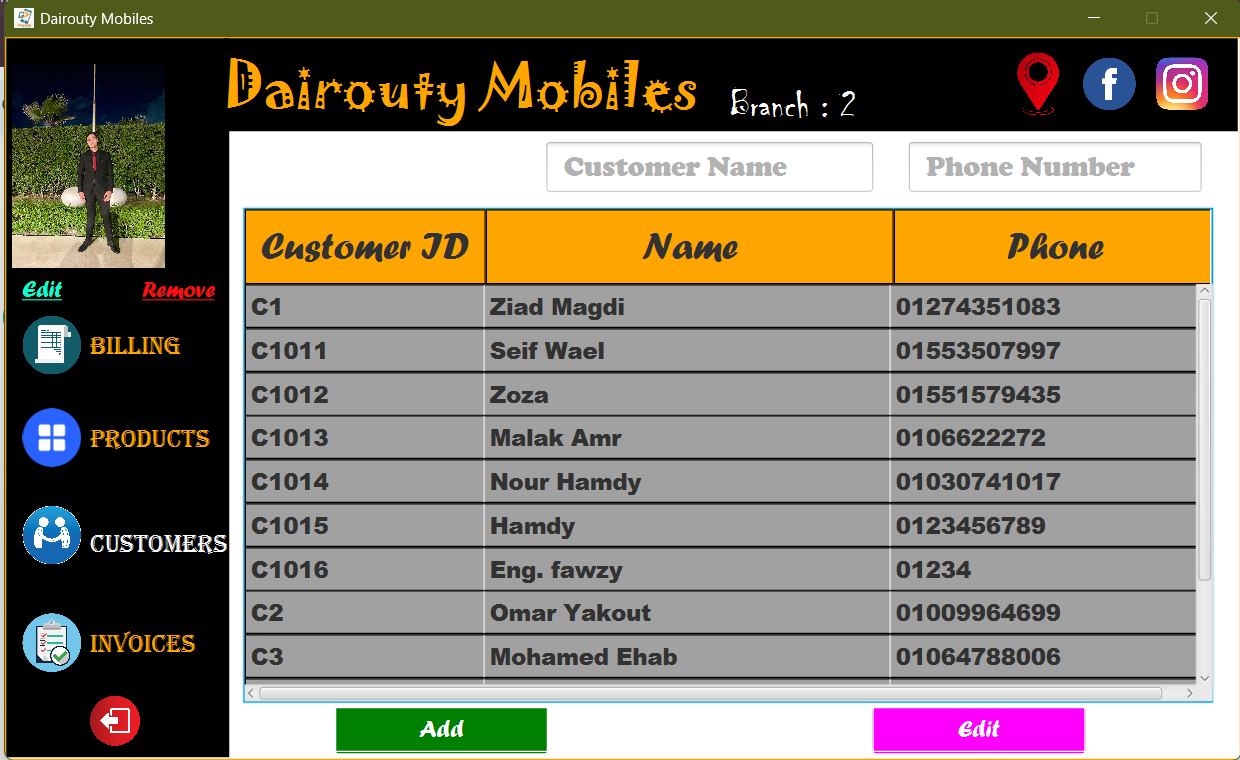 Dairouty Mobiles
Dairouty Mobiles
Branch : 2
Customer Name
Phone Number
Edit
Remove
BILLING
PRODUCTS
CUSTOMERS
INVOICES
Customer ID Name Phone
C1 Ziad Magdi 01274351083
C1011 Seif Wael 01553507997
C1012 Zoza 01551579435
C1013 Malak Amr 0106622272
C1014 Nour Hamdy 01030741017
C1015 Hamdy 0123456789
C1016 Eng. fawzy 01234
C2 Omar Yakout 01009964699
C3 Mohamed Ehab 01064788006
Add
Edit